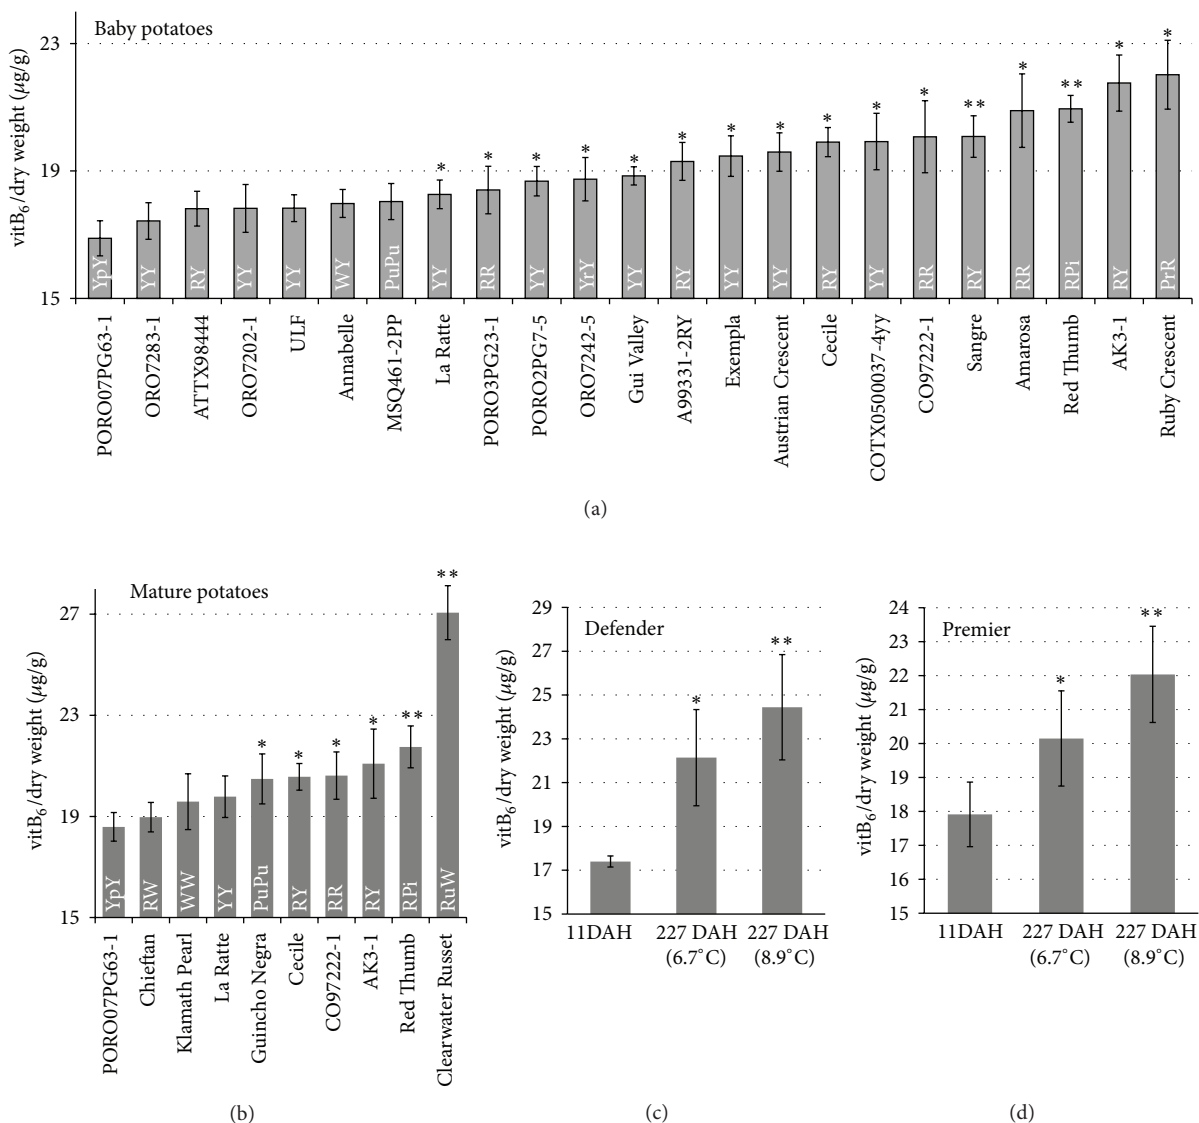 Baby potatoes
vitB6/dry weight (μg/g)
23
19
15
* * * * * * * * * * * ** * ** * *
YpY YY RY YY YY WY PuPu YY RR YY YrY YY RY YY YY RY YY RR RY RR RPi RY PrR
PORO07PG63-1
ORO7283-1
ATTX98444
ORO7202-1
ULF
Annabelle
MSQ461-2PP
La Ratte
PORO3PG23-1
PORO2PG7-5
ORO7242-5
Gui Valley
A99331-2RY
Exempla
Austrian Crescent
Cecile
COTX0500037-4yy
CO97222-1
Sangre
Amarosa
Red Thumb
AK3-1
Ruby Crescent
(a)
Mature potatoes
vitB6/dry weight (μg/g)
27
23
19
15
* * * * ** **
YpY RW WW YY PuPu RY RR RY RPi RuW
PORO07PG63-1
Chieftan
Klamath Pearl
La Ratte
Guincho Negra
Cecile
CO97222-1
AK3-1
Red Thumb
Clearwater Russet
(b)
Defender
vitB6/dry weight (μg/g)
29
27
25
23
22
19
17
15
* **
11DAH 227 DAH 227 DAH
(6.7°C) (8.9°C)
(c)
Premier
vitB6/dry weight (μg/g)
24
23
22
21
20
19
18
17
16
15
* **
11DAH 227 DAH 227 DAH
(6.7°C) (8.9°C)
(d)